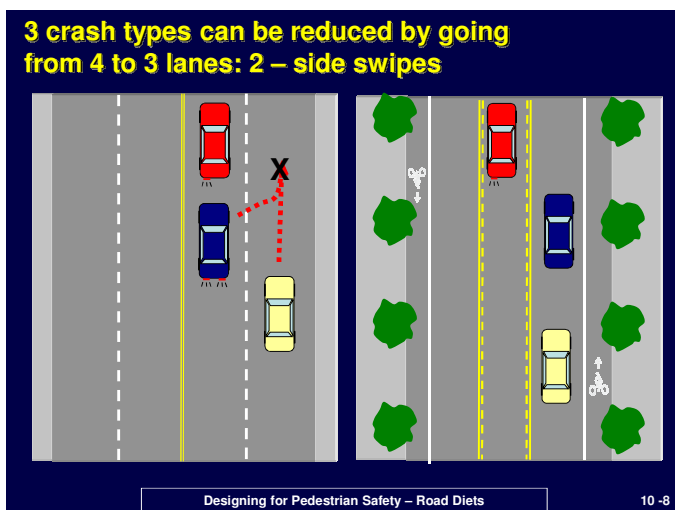 3 crash types can be reduced by going
from 4 to 3 lanes: 2 – side swipes
X
Designing for Pedestrian Safety – Road Diets
10 -8